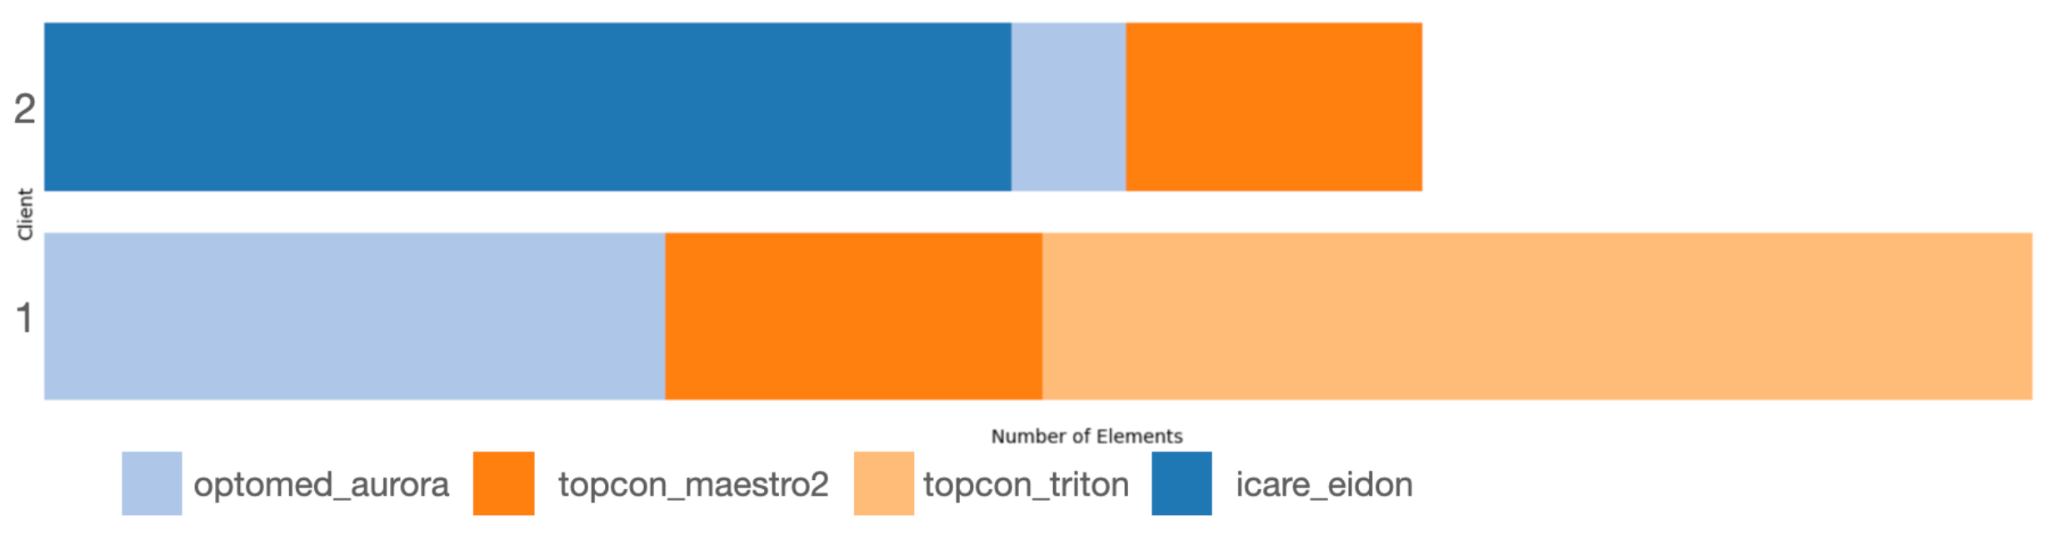 2
client
1
Number of Elements
optomed_aurora topcon_maestro2 topcon_triton icare_eidon